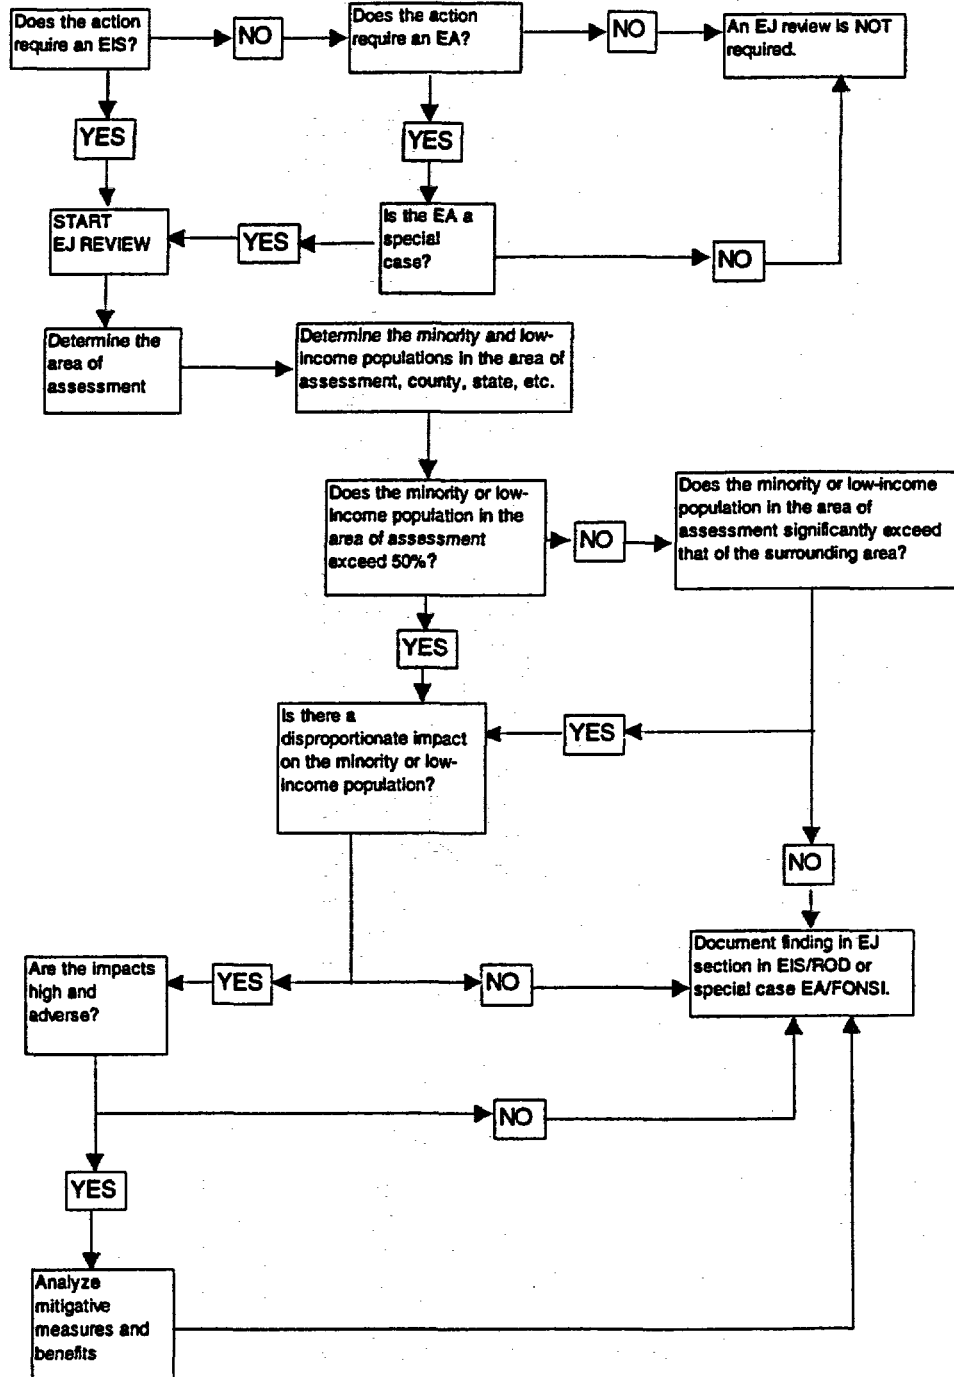 Does the action
require an EIS?
NO
Does the action
require an EA?
NO
An EJ review is NOT
required.
YES
YES
START
EJ REVIEW
YES
Is the EA a
special
case?
NO
Determine the
area of
assessment
Determine the minority and low-
income populations in the area of
assessment, county, state, etc.
Does the minority or low-
income population in the
area of assessment
exceed 50%?
NO
Does the minority or low-income
population in the area of
assessment significantly exceed
that of the surrounding area?
YES
Is there a
disproportionate impact
on the minority or low-
income population?
YES
NO
Are the impacts
high and
adverse?
YES
NO
Document finding in EJ
section in EIS/ROD or
special case EA/FONSI.
NO
YES
Analyze
mitigative
measures and
benefits